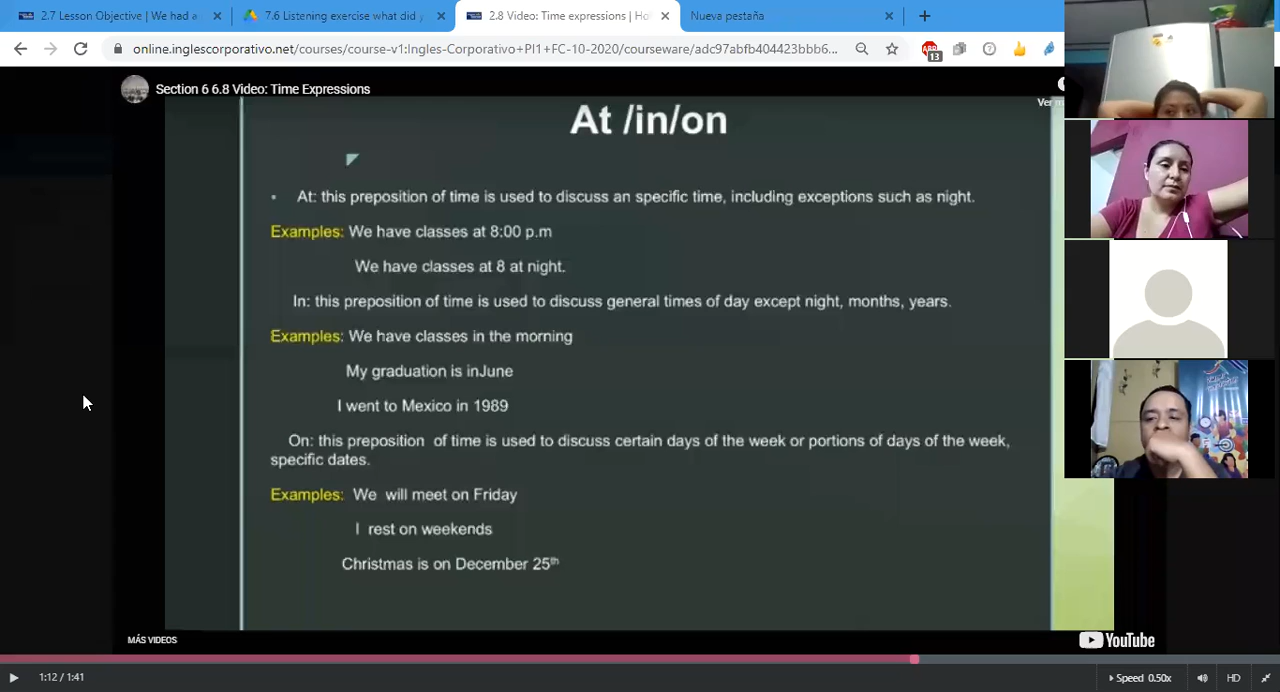 2.7 Lesson Objective | We had a
7.6 Listening exercise what did y
2.8 Video: Time expressions | Ho
Nueva pestaña
online.inglescorporativo.net/courses/course-v1:Ingles-Corporativo+PI1+FC-10-2020/courseware/adc97abfb404423bbb6...
13
Section 6 6.8 Video: Time Expressions
Ver m
At /in/on
• At: this preposition of time is used to discuss an specific time, including exceptions such as night.
Examples: We have classes at 8:00 p.m
We have classes at 8 at night.
In: this preposition of time is used to discuss general times of day except night, months, years.
Examples: We have classes in the morning
My graduation is inJune
I went to Mexico in 1989
On: this preposition of time is used to discuss certain days of the week or portions of days of the week,
specific dates.
Examples: We will meet on Friday
I rest on weekends
Christmas is on December 25th
MÁS VIDEOS
YouTube
1:12 / 1:41
Speed 0.50x
HD